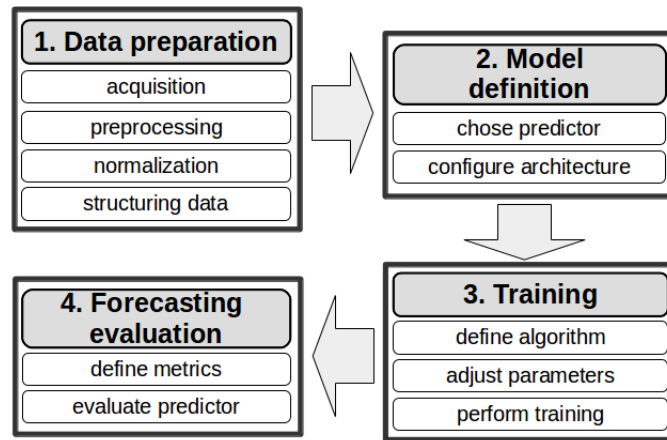 1. Data preparation
acquisition
preprocessing
normalization
structuring data
2. Model
definition
chose predictor
configure architecture
3. Training
define algorithm
adjust parameters
perform training
4. Forecasting
evaluation
define metrics
evaluate predictor